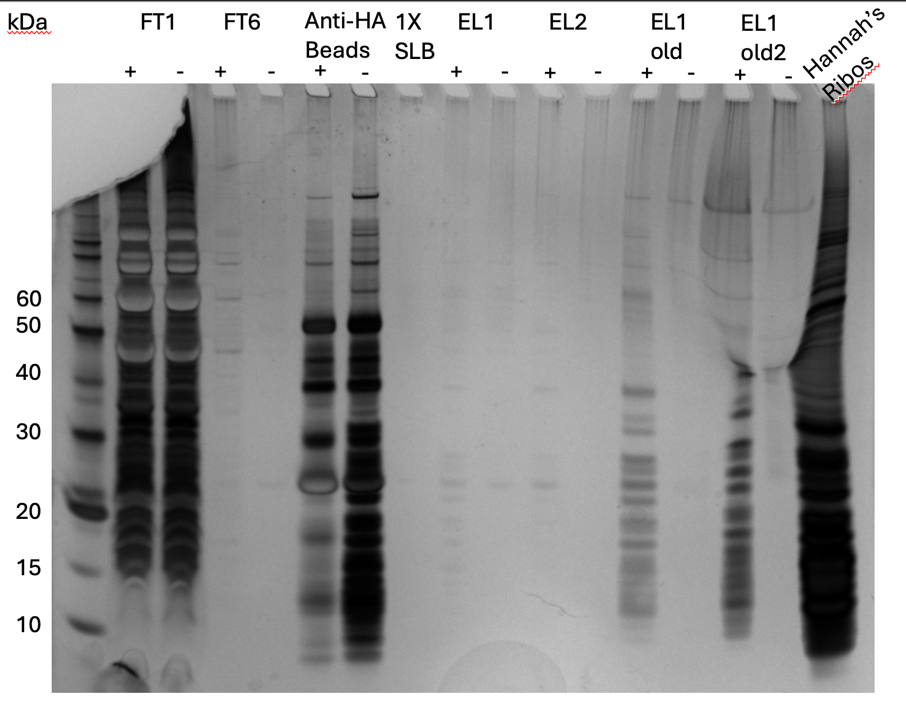 kDa FT1 FT6 Anti-HA 1X EL1 EL2 EL1 EL1 Hannah's
Beads SLB old old2 Ribos
+ - + - + - + - + - + - + -
60
50
40
30
20
15
10